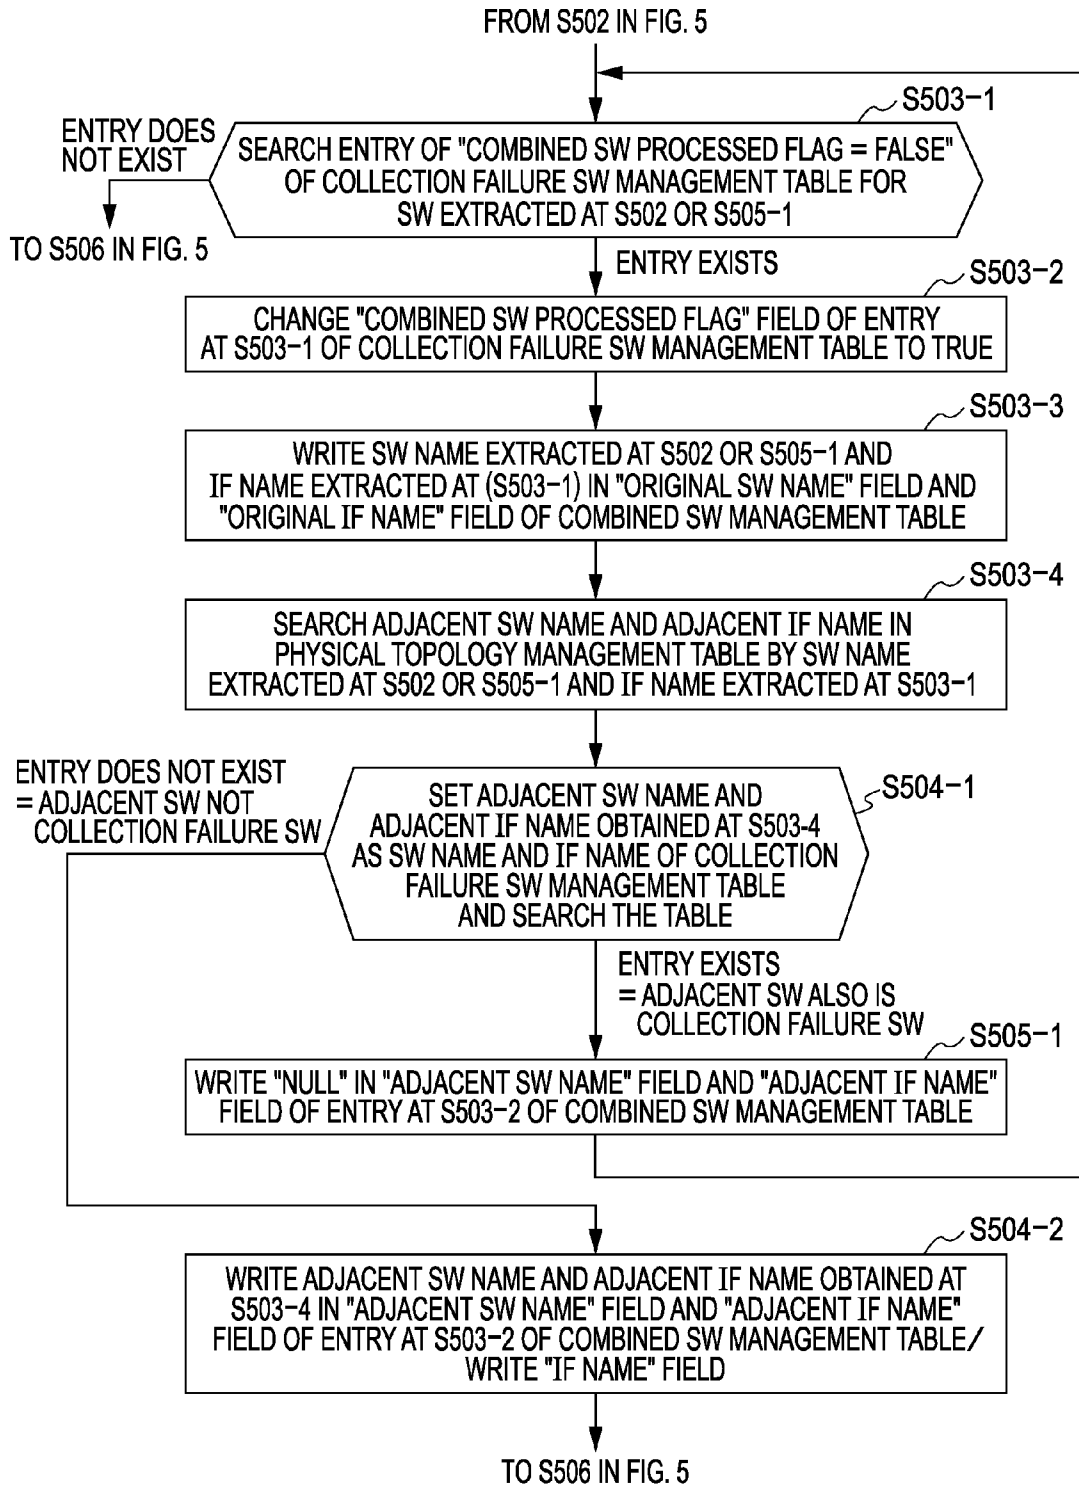 FROM S502 IN FIG. 5
S503-1
ENTRY DOES
NOT EXIST
SEARCH ENTRY OF "COMBINED SW PROCESSED FLAG = FALSE"
OF COLLECTION FAILURE SW MANAGEMENT TABLE FOR
SW EXTRACTED AT S502 OR S505-1
TO S506 IN FIG. 5
ENTRY EXISTS
S503-2
CHANGE "COMBINED SW PROCESSED FLAG" FIELD OF ENTRY
AT S503-1 OF COLLECTION FAILURE SW MANAGEMENT TABLE TO TRUE
S503-3
WRITE SW NAME EXTRACTED AT S502 OR S505-1 AND
IF NAME EXTRACTED AT (S503-1) IN "ORIGINAL SW NAME" FIELD AND
"ORIGINAL IF NAME" FIELD OF COMBINED SW MANAGEMENT TABLE
S503-4
SEARCH ADJACENT SW NAME AND ADJACENT IF NAME IN
PHYSICAL TOPOLOGY MANAGEMENT TABLE BY SW NAME
EXTRACTED AT S502 OR S505-1 AND IF NAME EXTRACTED AT S503-1
ENTRY DOES NOT EXIST
= ADJACENT SW NOT
COLLECTION FAILURE SW
S504-1
SET ADJACENT SW NAME AND
ADJACENT IF NAME OBTAINED AT S503-4
AS SW NAME AND IF NAME OF COLLECTION
FAILURE SW MANAGEMENT TABLE
AND SEARCH THE TABLE
ENTRY EXISTS
= ADJACENT SW ALSO IS
COLLECTION FAILURE SW
S505-1
WRITE "NULL" IN "ADJACENT SW NAME" FIELD AND "ADJACENT IF NAME"
FIELD OF ENTRY AT S503-2 OF COMBINED SW MANAGEMENT TABLE
S504-2
WRITE ADJACENT SW NAME AND ADJACENT IF NAME OBTAINED AT
S503-4 IN "ADJACENT SW NAME" FIELD AND "ADJACENT IF NAME"
FIELD OF ENTRY AT S503-2 OF COMBINED SW MANAGEMENT TABLE/
WRITE "IF NAME" FIELD
TO S506 IN FIG. 5